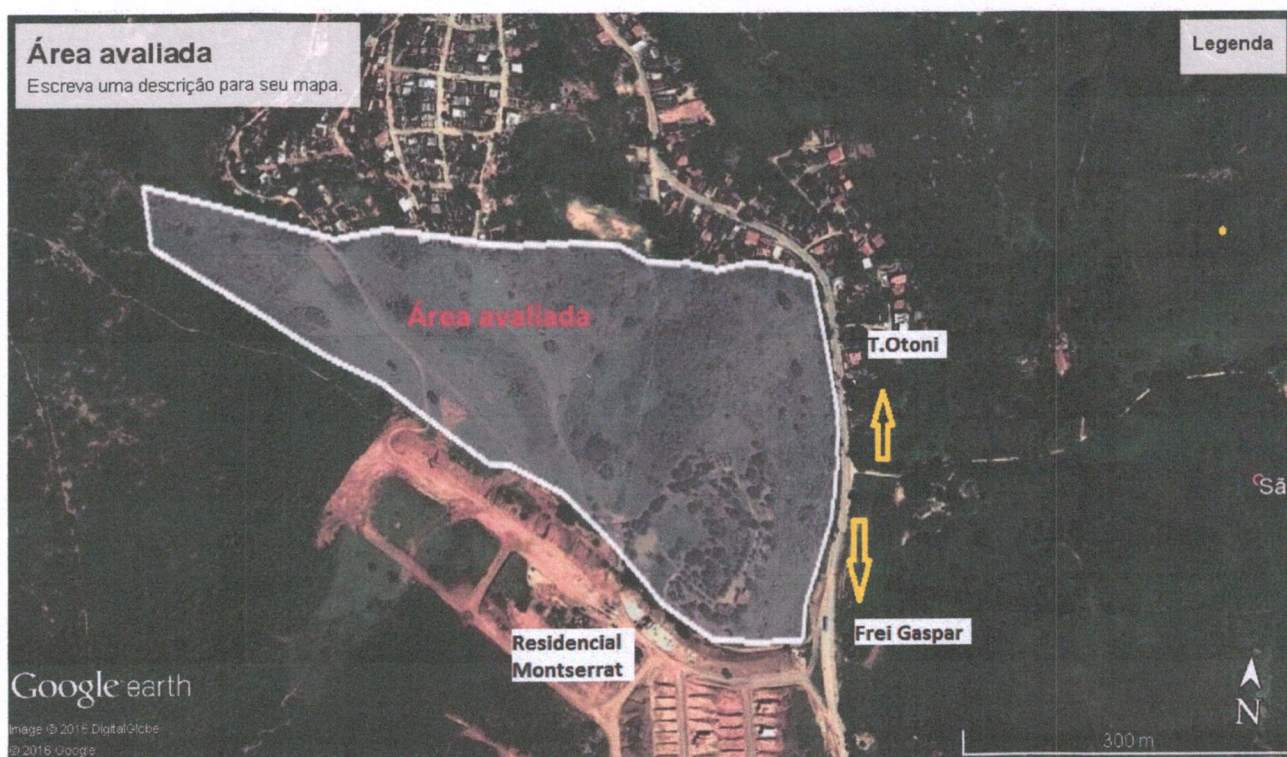 Área avaliada
Escreva uma descrição para seu mapa.
Legenda
Área avaliada
T.Otoni
Sã
Frei Gaspar
Residencial
Montserrat
Google earth
Image © 2016 DigitalGlobe
© 2016 Google
N
300 m